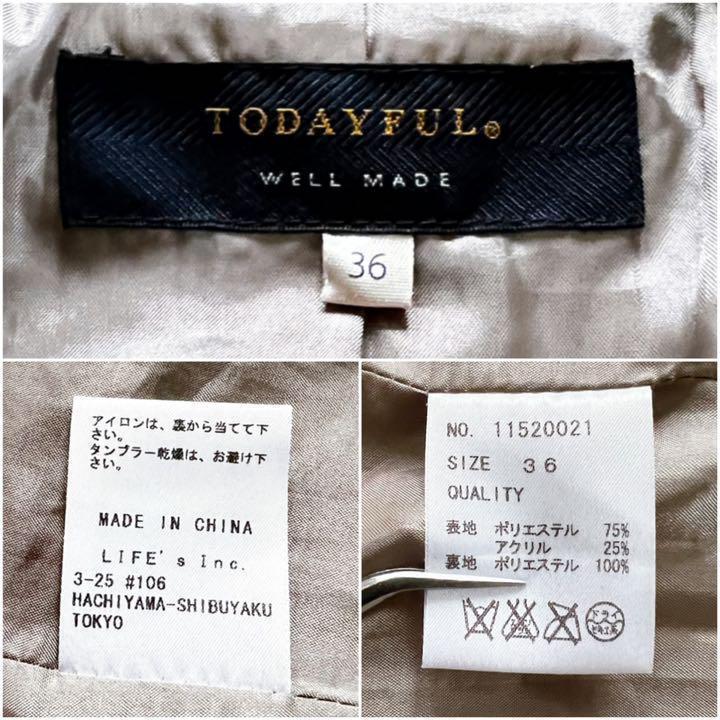 TODAYFUL®
WELL MADE
36
アイロンは、裏から当てて下
さい。
タンブラー乾燥は、お避け下
さい。
MADE IN CHINA
LIFE's Inc.
3-25 #106
HACHIYAMA-SHIBUYAKU
TOKYO
NO. 11520021
SIZE 36
QUALITY
表地 ポリエステル 75%
アクリル 25%
裏地 ポリエステル 100%
ドライ